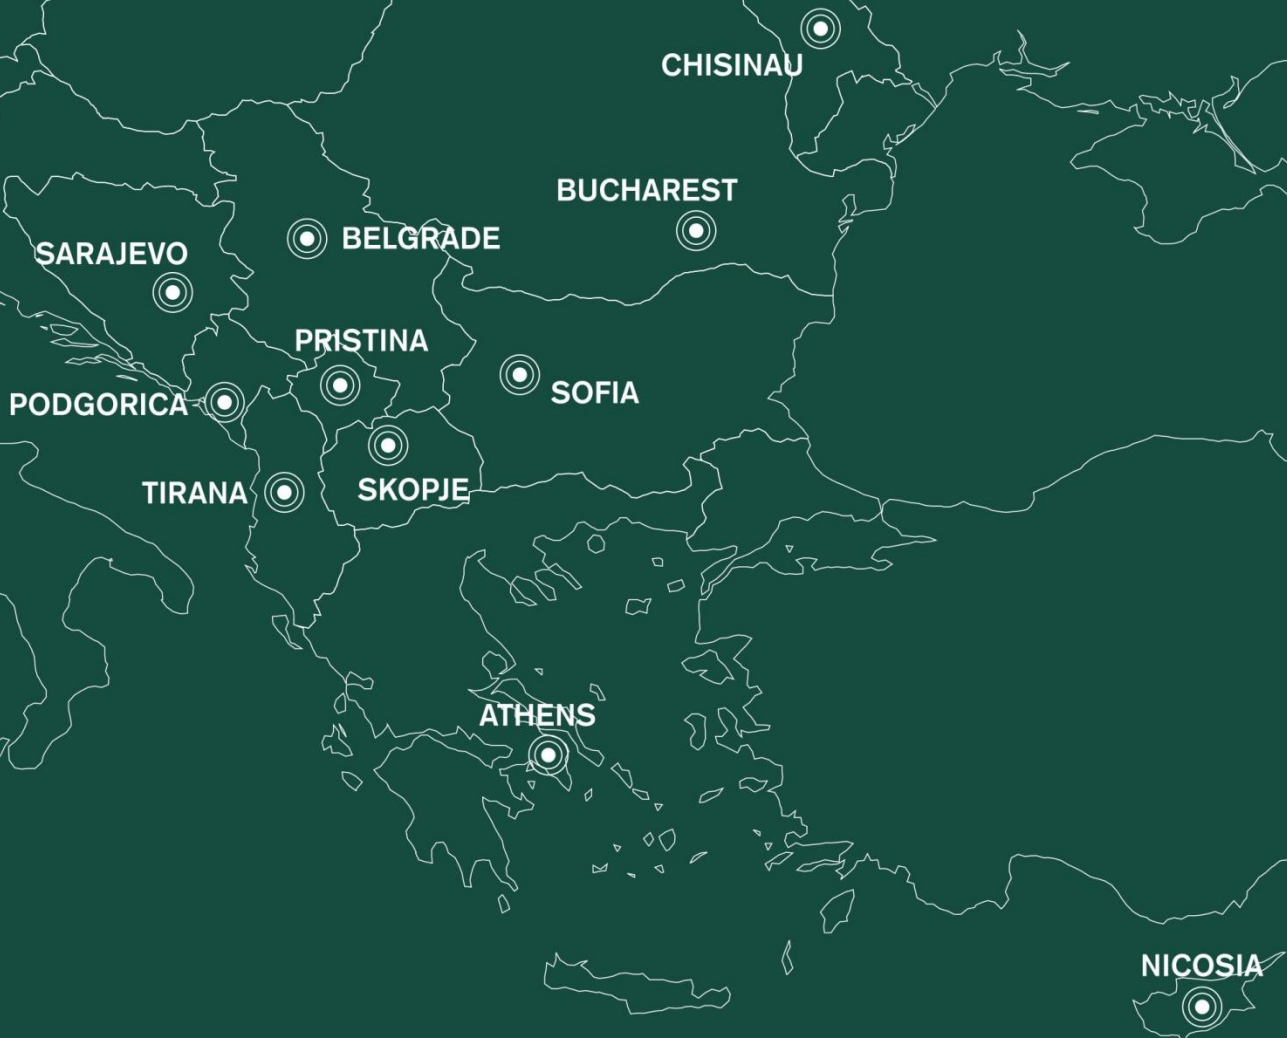 CHISINAU
BUCHAREST
BELGRADE
SARAJEVO
PRISTINA
SOFIA
PODGORICA
TIRANA
SKOPJE
ATHENS
NICOSIA